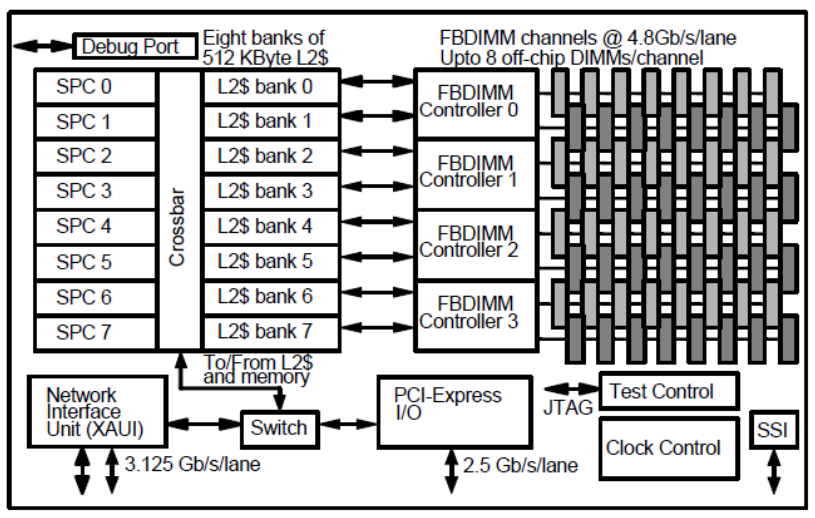 Debug Port
Eight banks of
512 KByte L2$
FBDIMM channels @ 4.8Gb/s/lane
Upto 8 off-chip DIMMs/channel
SPC 0
SPC 1
SPC 2
SPC 3
SPC 4
SPC 5
SPC 6
SPC 7
Crossbar
L2$ bank 0
L2$ bank 1
L2$ bank 2
L2$ bank 3
L2$ bank 4
L2$ bank 5
L2$ bank 6
L2$ bank 7
FBDIMM
Controller 0
FBDIMM
Controller 1
FBDIMM
Controller 2
FBDIMM
Controller 3
To/From L2$
and memory
Network
Interface
Unit (XAUI)
Switch
PCI-Express
I/O
JTAG
Test Control
Clock Control
SSI
3.125 Gb/s/lane
2.5 Gb/s/lane